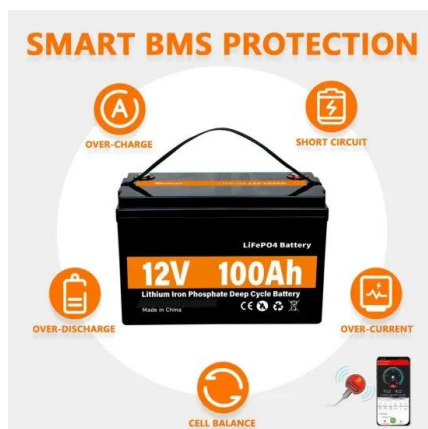 SMART BMS PROTECTION
OVER-CHARGE
SHORT CIRCUIT
LiFePO4 Battery
12V 100Ah
Lithium Iron Phosphate Deep Cycle Battery
Made in China
OVER-DISCHARGE
OVER-CURRENT
CELL BALANCE